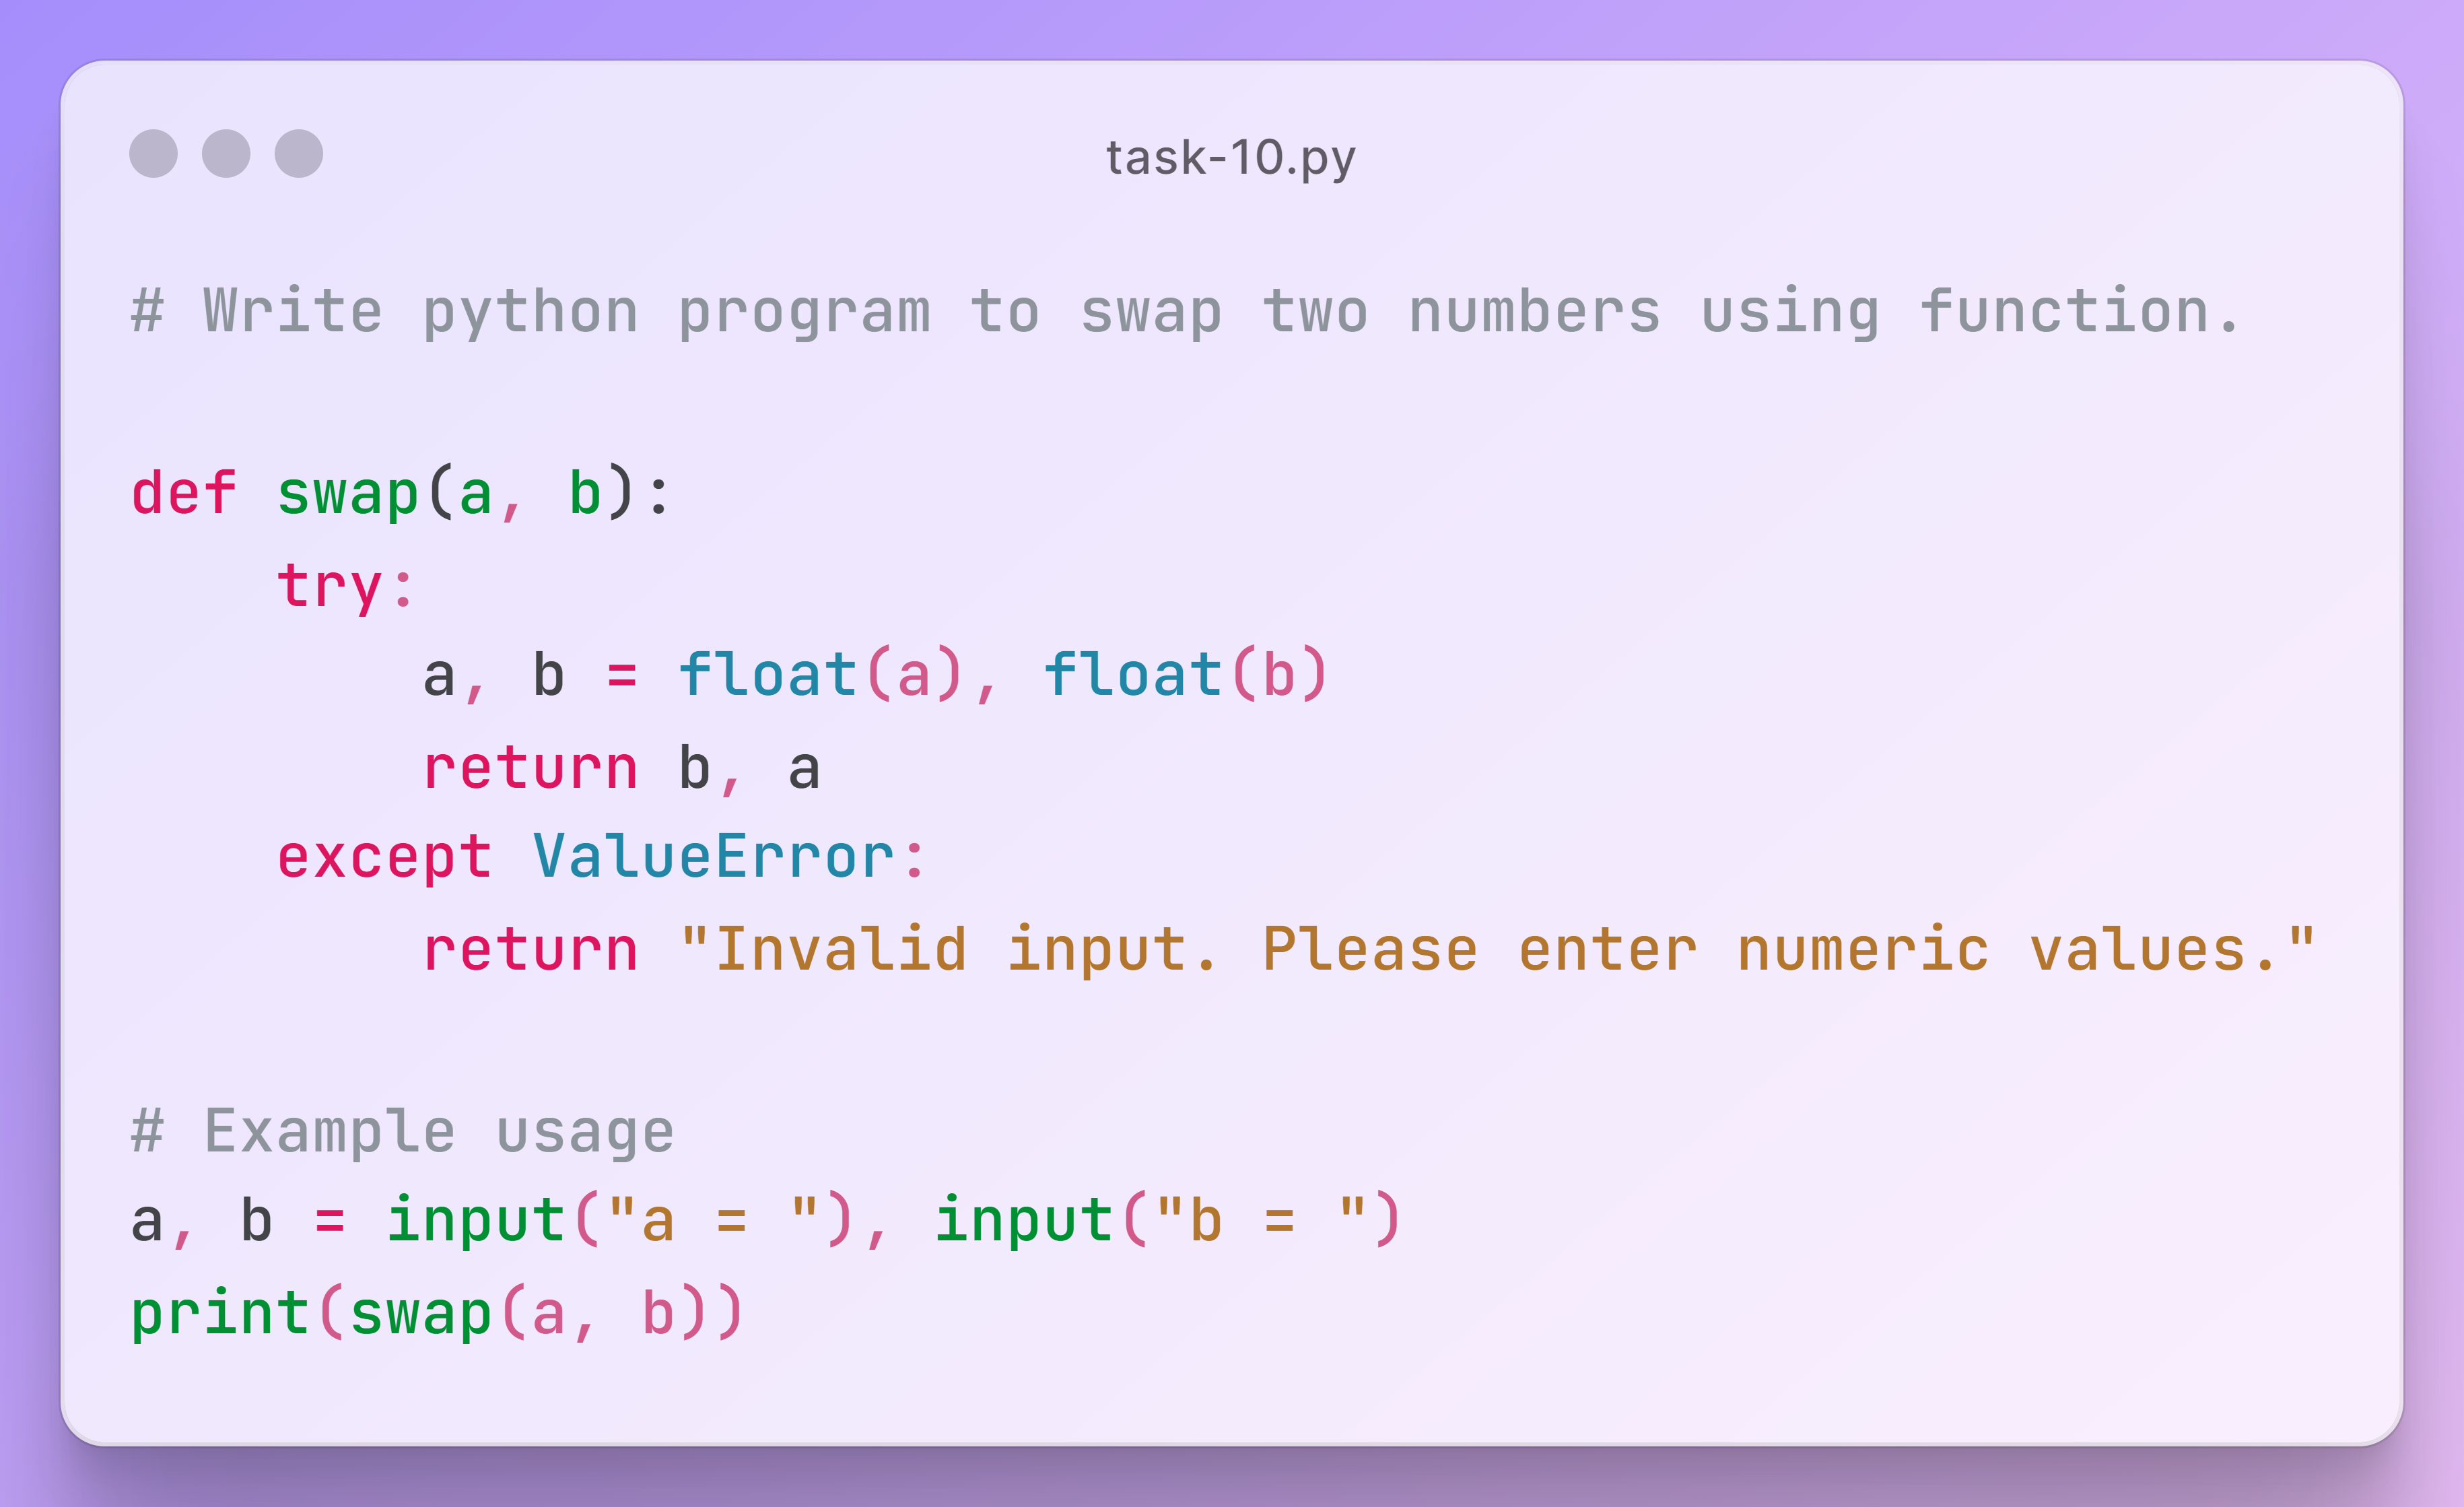 task-10.py
# Write python program to swap two numbers using function.
def swap(a, b):
    try:
        a, b = float(a), float(b)
        return b, a
    except ValueError:
        return "Invalid input. Please enter numeric values."
# Example usage
a, b = input("a = "), input("b = ")
print(swap(a, b))